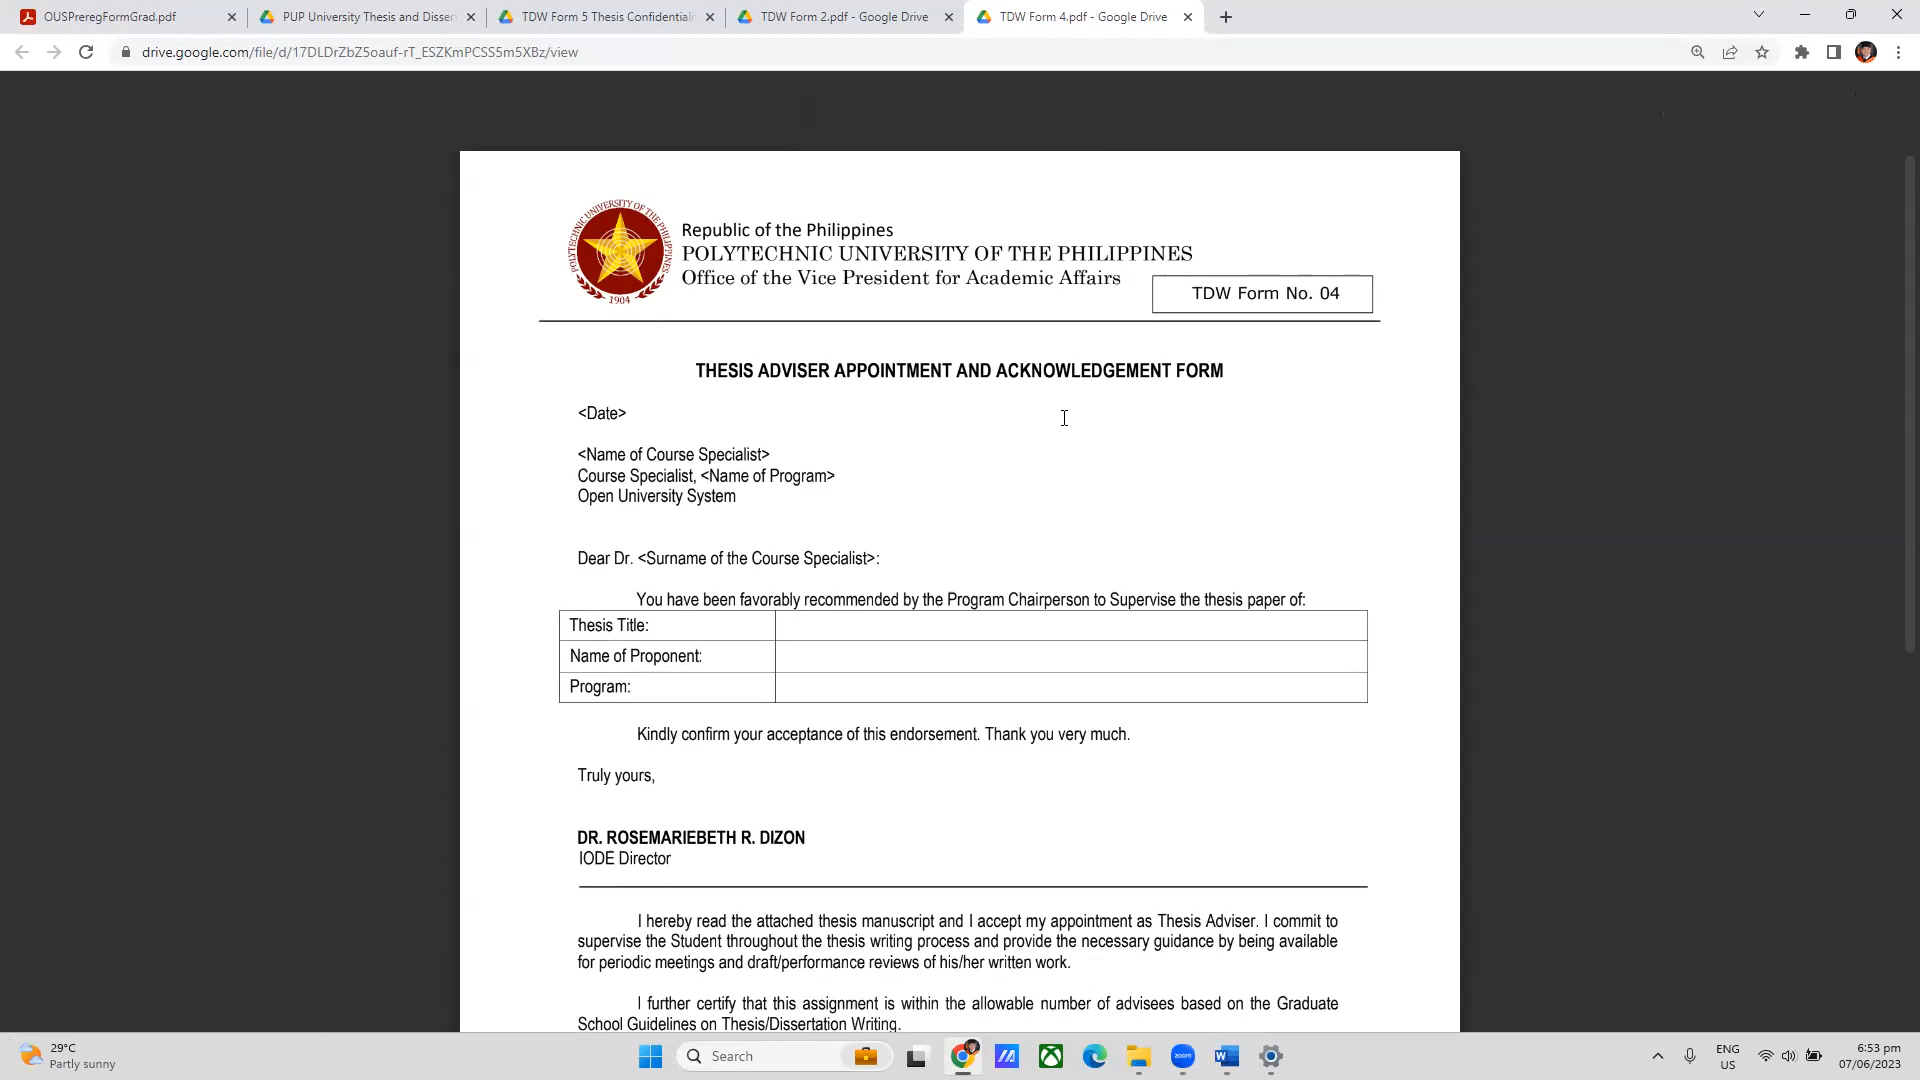 OUSPreregFormGrad.pdf
PUP University Thesis and Disser
TDW Form 5 Thesis Confidentiali
TDW Form 2.pdf - Google Drive
TDW Form 4.pdf - Google Drive
drive.google.com/file/d/17DLDrZbZ5oauf-rT_ESZKmPCSS5m5XBz/view
POLYTECHNIC UNIVERSITY OF THE PHILIPPINES
1904
Republic of the Philippines
POLYTECHNIC UNIVERSITY OF THE PHILIPPINES
Office of the Vice President for Academic Affairs
TDW Form No. 04
THESIS ADVISER APPOINTMENT AND ACKNOWLEDGEMENT FORM
<Date>
<Name of Course Specialist>
Course Specialist, <Name of Program>
Open University System
Dear Dr. <Surname of the Course Specialist>:
You have been favorably recommended by the Program Chairperson to Supervise the thesis paper of:
Thesis Title:
Name of Proponent:
Program:
Kindly confirm your acceptance of this endorsement. Thank you very much.
Truly yours,
DR. ROSEMARIEBETH R. DIZON
IODE Director
I hereby read the attached thesis manuscript and I accept my appointment as Thesis Adviser. I commit to
supervise the Student throughout the thesis writing process and provide the necessary guidance by being available
for periodic meetings and draft/performance reviews of his/her written work.
I further certify that this assignment is within the allowable number of advisees based on the Graduate
School Guidelines on Thesis/Dissertation Writing.
29°C
Partly sunny
Search
zoom
ENG
US
6:53 pm
07/06/2023